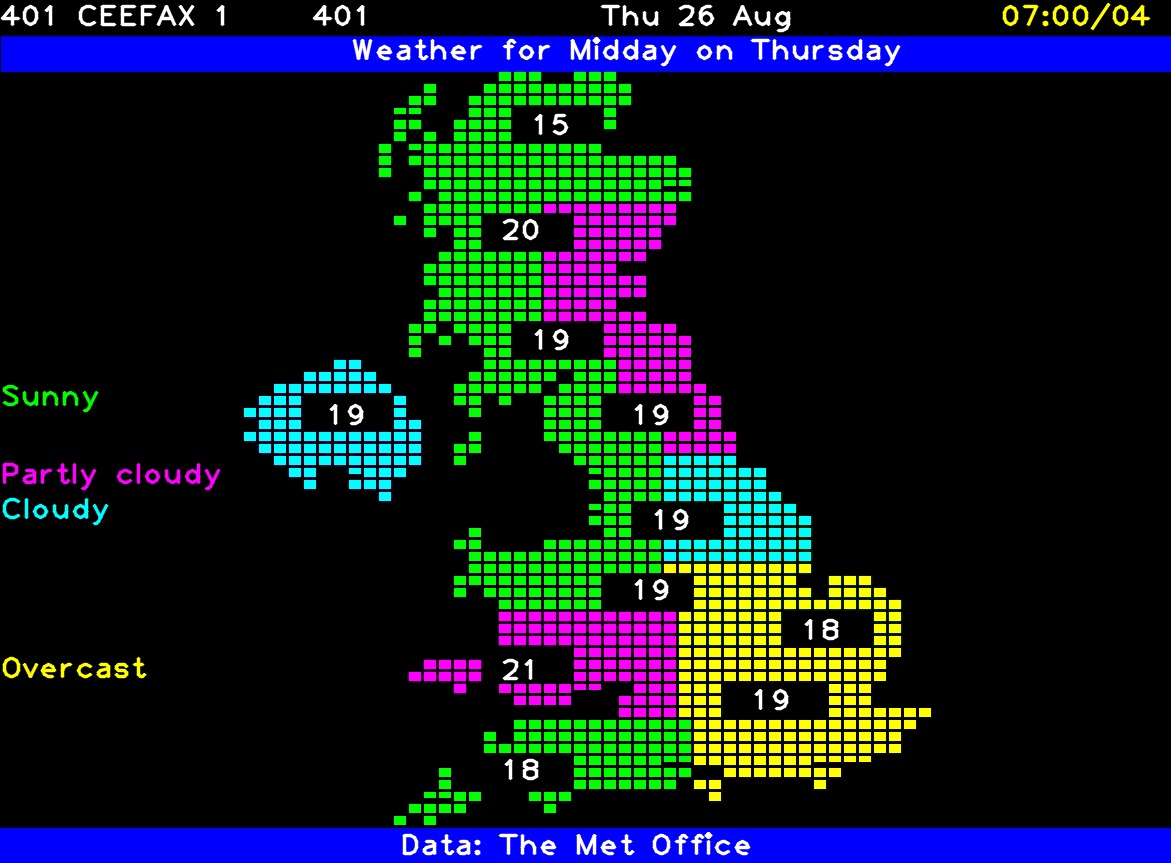 401 CEEFAX 1 401 Thu 26 Aug 07:00/04
Weather for Midday on Thursday
15
20
19
Sunny
19 19
Partly cloudy
Cloudy
19
19
18
Overcast 21
19
18
Data: The Met Office